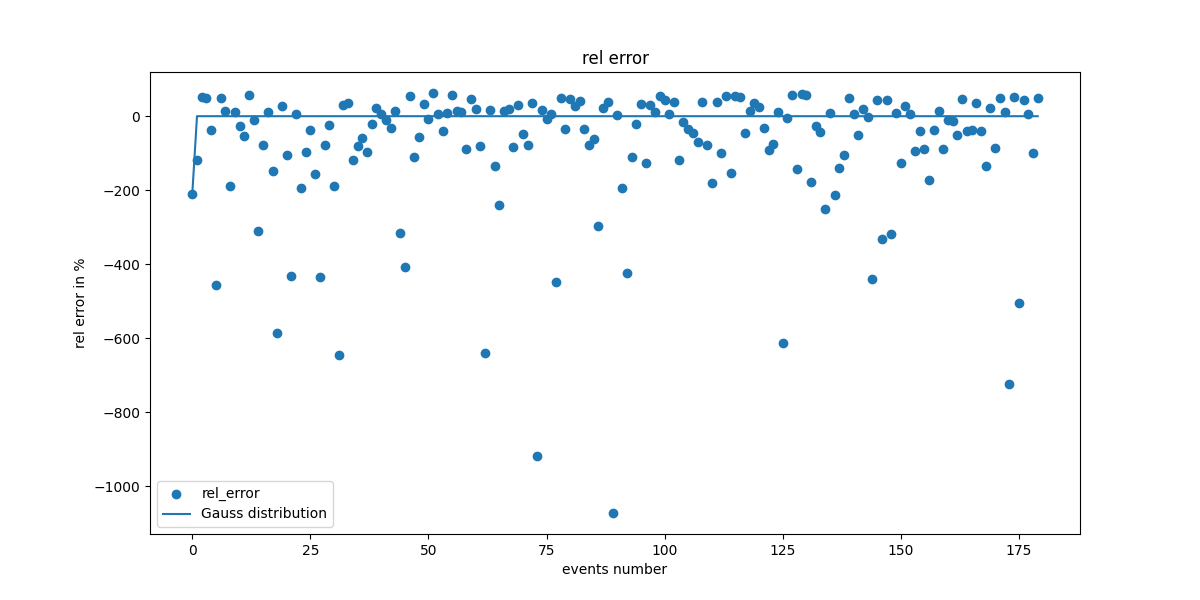 rel error
rel error in %
0
−200
−400
−600
−800
−1000
rel_error
Gauss distribution
0 25 50 75 100 125 150 175
events number